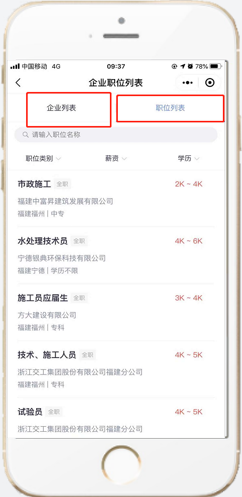 中国移动 4G 09:37 78%
企业职位列表
企业列表 职位列表
请输入职位名称
职位类别 薪资 学历
市政施工 全职 2K ~ 4K
福建中富昇建筑发展有限公司
福建福州 | 中专
水处理技术员 全职 4K ~ 6K
宁德银典环保科技有限公司
福建宁德 | 学历不限
施工员应届生 全职 3K ~ 4K
方大建设有限公司
福建福州 | 专科
技术、施工人员 全职 4K ~ 5K
浙江交工集团股份有限公司福建分公司
福建福州 | 专科
试验员 全职 4K ~ 5K
浙江交工集团股份有限公司福建分公司